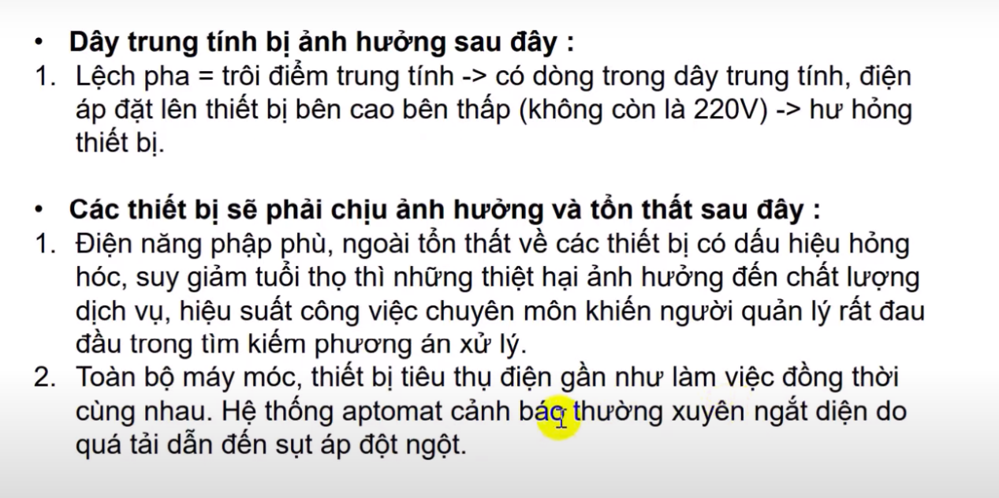 • Dây trung tính bị ảnh hưởng sau đây :
1. Lệch pha = trôi điểm trung tính -> có dòng trong dây trung tính, điện
áp đặt lên thiết bị bên cao bên thấp (không còn là 220V) -> hư hỏng
thiết bị.
• Các thiết bị sẽ phải chịu ảnh hưởng và tổn thất sau đây :
1. Điện năng phập phù, ngoài tổn thất về các thiết bị có dấu hiệu hỏng
hóc, suy giảm tuổi thọ thì những thiệt hại ảnh hưởng đến chất lượng
dịch vụ, hiệu suất công việc chuyên môn khiến người quản lý rất đau
đầu trong tìm kiếm phương án xử lý.
2. Toàn bộ máy móc, thiết bị tiêu thụ điện gần như làm việc đồng thời
cùng nhau. Hệ thống aptomat cảnh báo thường xuyên ngắt diện do
quá tải dẫn đến sụt áp đột ngột.